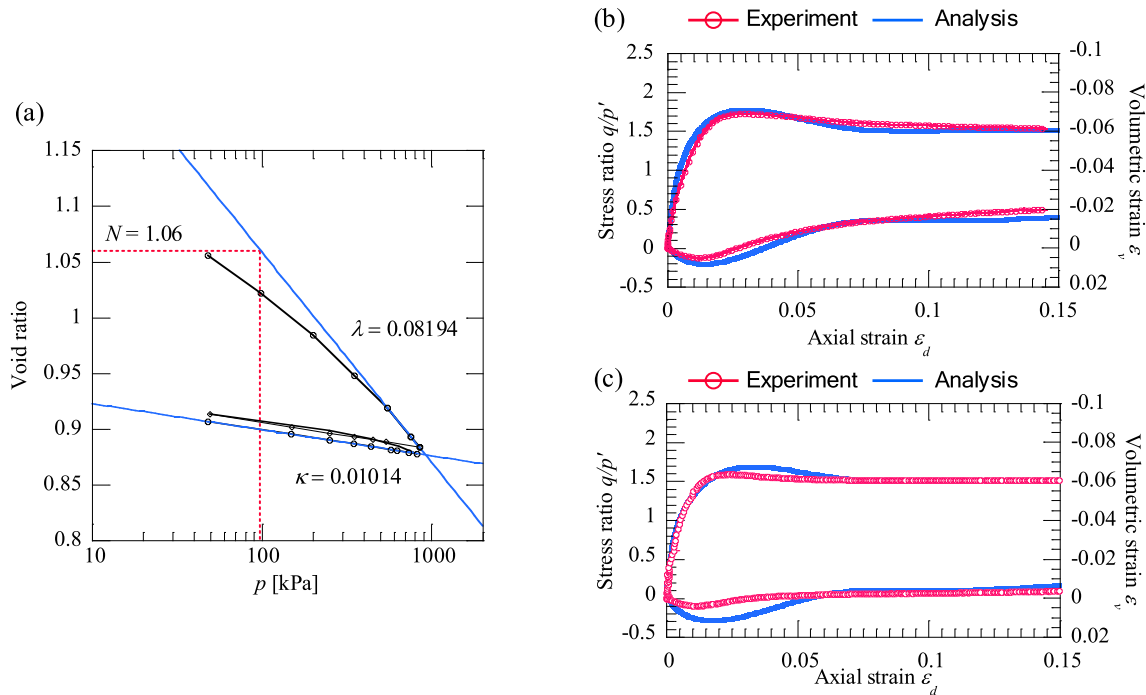 (a)
1.15
1.1
1.05
1
0.95
0.9
0.85
0.8
Void ratio
N = 1.06
λ = 0.08194
κ = 0.01014
10
100
1000
p [kPa]
(b)
Experiment
Analysis
2.5
2
1.5
1
0.5
0
-0.5
Stress ratio q/p'
-0.1
-0.08
-0.06
-0.04
-0.02
0
0.02
Volumetric strain εv
0
0.05
0.1
0.15
Axial strain εd
(c)
Experiment
Analysis
2.5
2
1.5
1
0.5
0
-0.5
Stress ratio q/p'
-0.1
-0.08
-0.06
-0.04
-0.02
0
0.02
Volumetric strain εv
0
0.05
0.1
0.15
Axial strain εd